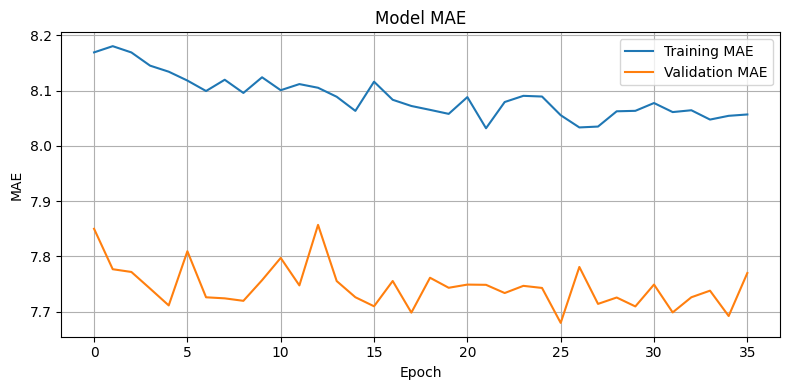 Model MAE
8.2
8.1
8.0
7.9
7.8
7.7
MAE
Training MAE
Validation MAE
0 5 10 15 20 25 30 35
Epoch